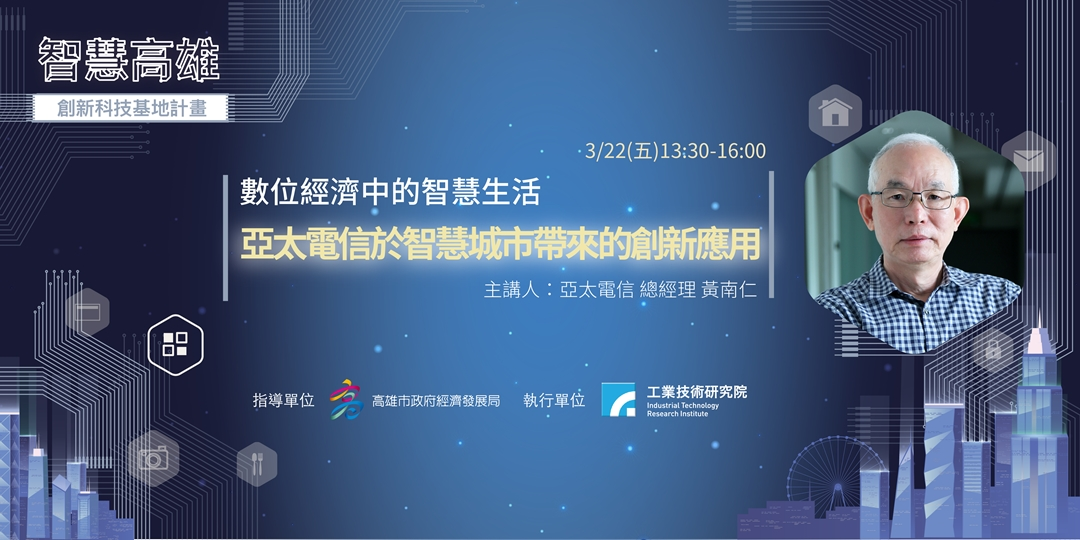 智慧高雄
創新科技基地計畫
3/22(五)13:30-16:00
數位經濟中的智慧生活
亞太電信於智慧城市帶來的創新應用
主講人：亞太電信 總經理 黃南仁
指導單位 高雄市政府經濟發展局 執行單位 工業技術研究院
Industrial Technology
Research Institute